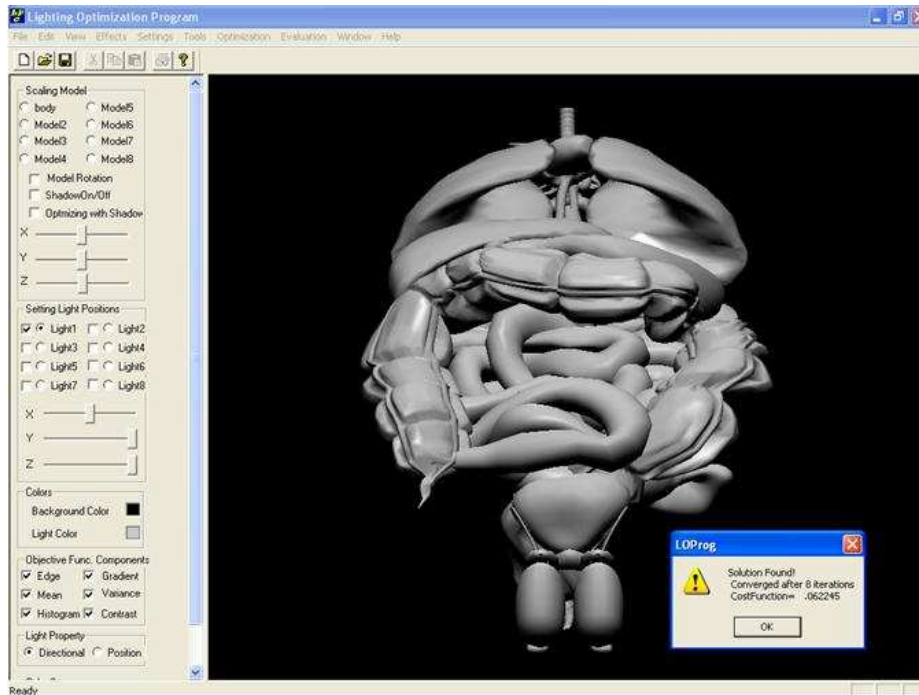 Lighting Optimization Program
File Edit View Effects Settings Tools Optimization Evaluation Window Help
Scaling Model
body Model5
Model2 Model6
Model3 Model7
Model4 Model8
Model Rotation
ShadowOn/Off
Optmizing with Shadow
X
Y
Z
Setting Light Positions
Light1 Light2
Light3 Light4
Light5 Light6
Light7 Light8
X
Y
Z
Colors
Background Color
Light Color
Objective Func. Components
Edge Gradient
Mean Variance
Histogram Contrast
Light Property
Directional Position
LOProg
Solution Found!
Converged after 8 iterations
CostFunction= .062245
OK
Ready